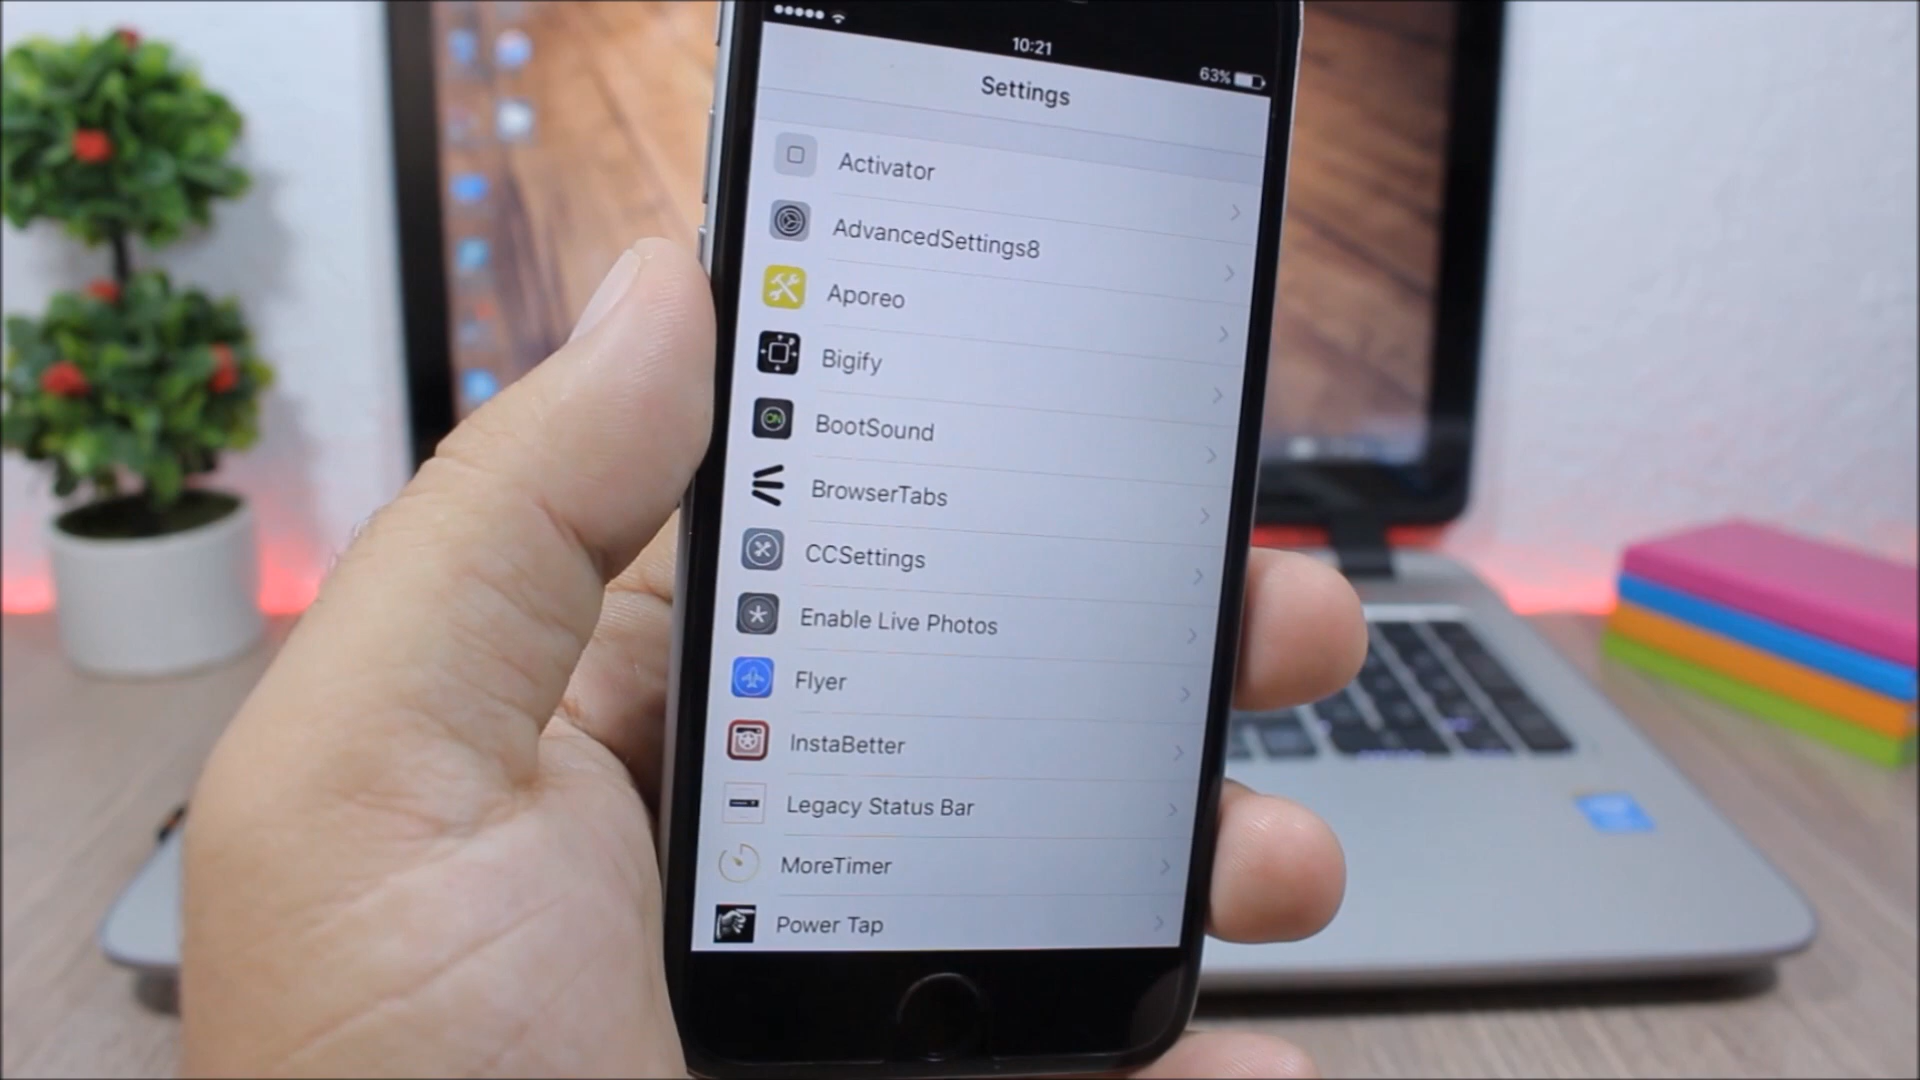 10:21
63%
Settings
Activator
AdvancedSettings8
Aporeo
Bigify
BootSound
BrowserTabs
CCSettings
Enable Live Photos
Flyer
InstaBetter
Legacy Status Bar
MoreTimer
Power Tap